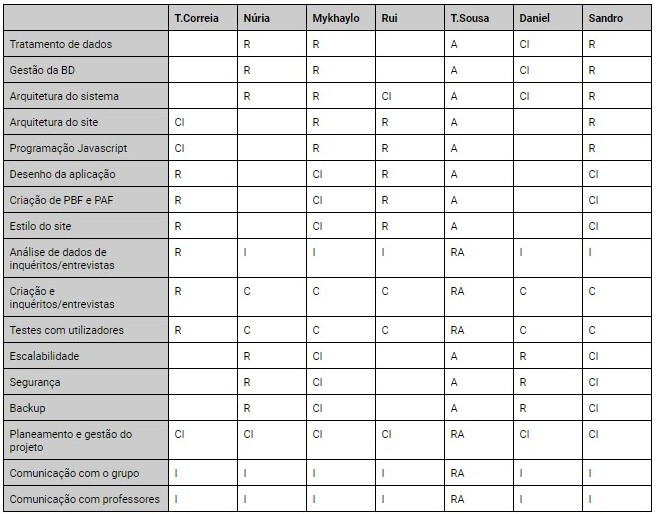 T.Correia Núria Mykhaylo Rui T.Sousa Daniel Sandro
Tratamento de dados R R A CI R
Gestão da BD R R A CI R
Arquitetura do sistema R R CI A CI R
Arquitetura do site CI R R A R
Programação Javascript CI R R A R
Desenho da aplicação R CI R A CI
Criação de PBF e PAF R CI R A CI
Estilo do site R CI R A CI
Análise de dados de R I I I RA I I
inquéritos/entrevistas
Criação e R C C C RA C C
inquéritos/entrevistas
Testes com utilizadores R C C C RA C C
Escalabilidade R CI A R CI
Segurança R CI A R CI
Backup R CI A R CI
Planeamento e gestão do CI CI CI CI RA CI CI
projeto
Comunicação com o grupo I I I I RA I I
Comunicação com professores I I I I RA I I